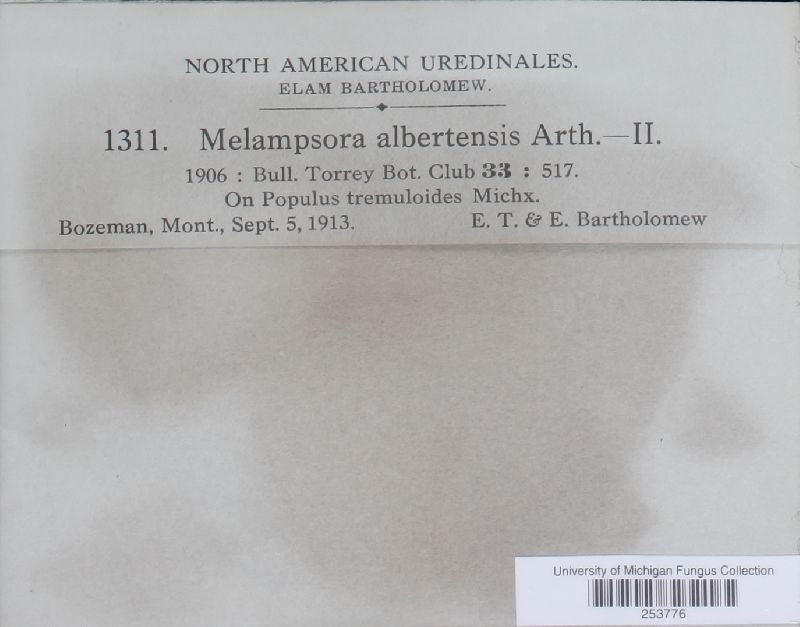 NORTH AMERICAN UREDINALES.
ELAM BARTHOLOMEW.
1311. Melampsora albertensis Arth.—II.
1906 : Bull. Torrey Bot. Club 33 : 517.
On Populus tremuloides Michx.
Bozeman, Mont., Sept. 5, 1913. E. T. & E. Bartholomew
University of Michigan Fungus Collection
253776